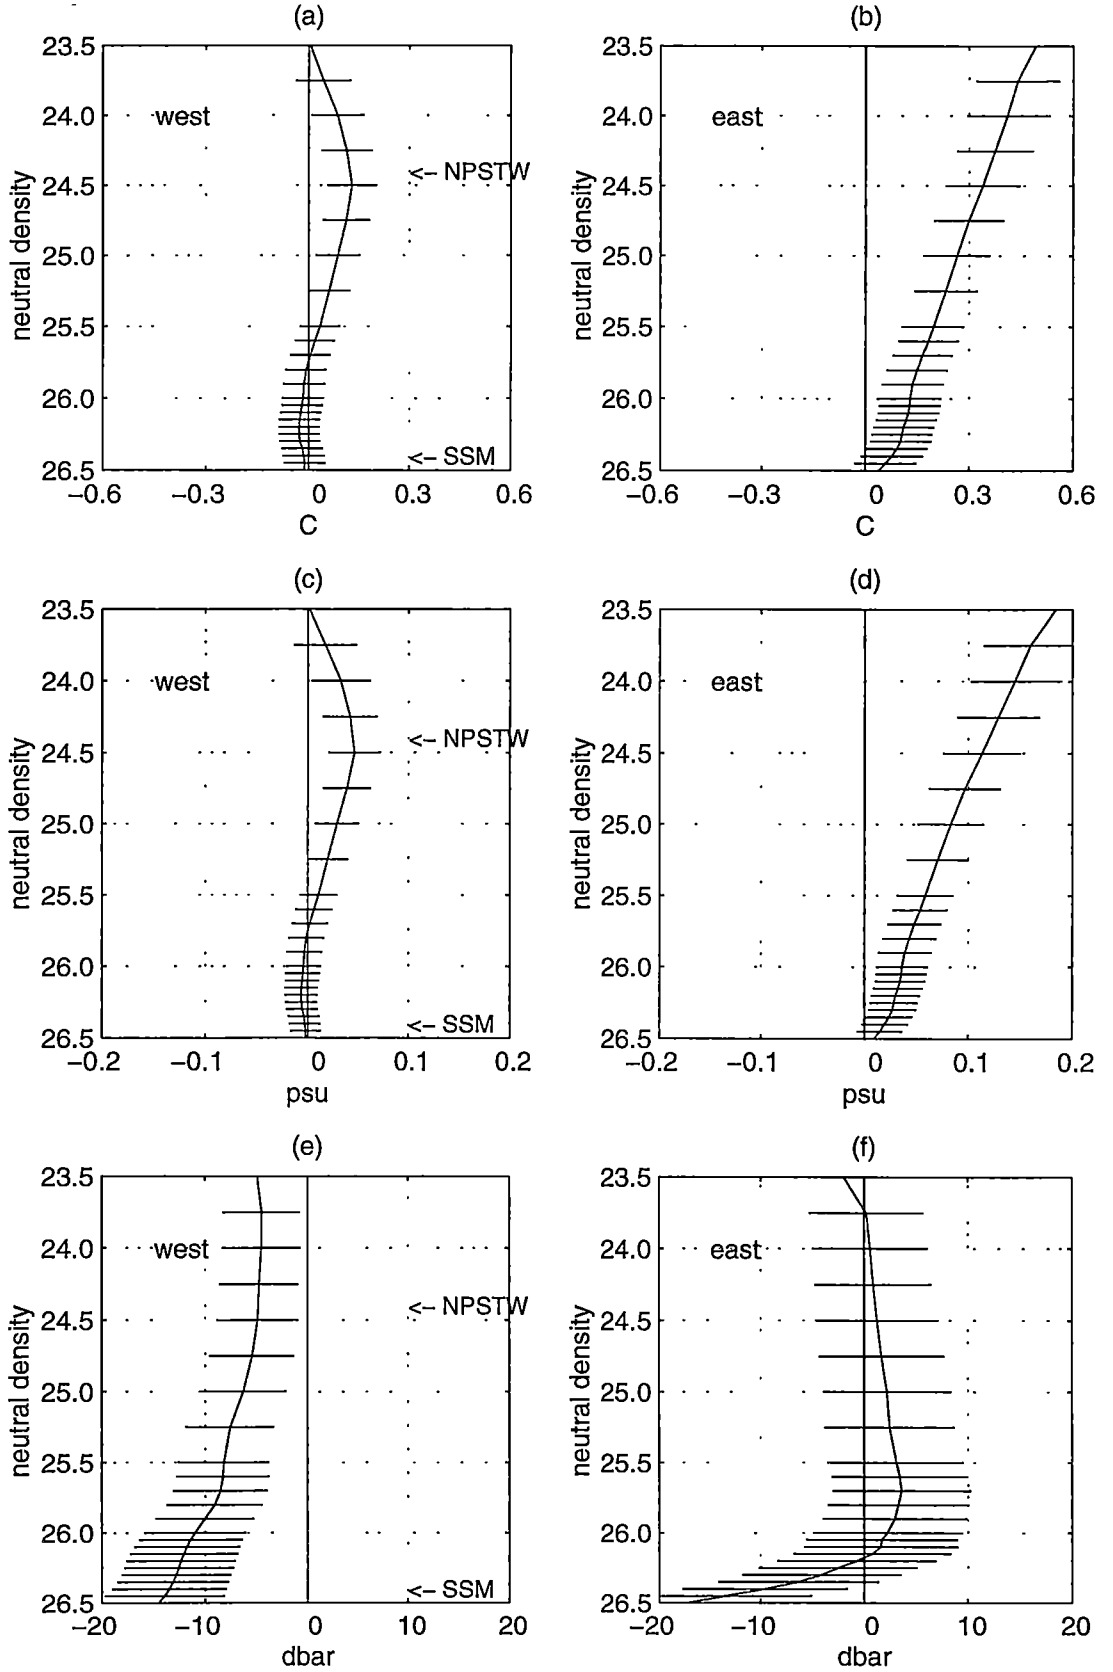 (a)
23.5
24.0
24.5
25.0
25.5
26.0
26.5
neutral density
west
<– NPSTW
<– SSM
−0.6 −0.3 0 0.3 0.6
C
(b)
23.5
24.0
24.5
25.0
25.5
26.0
26.5
neutral density
east
−0.6 −0.3 0 0.3 0.6
C
(c)
23.5
24.0
24.5
25.0
25.5
26.0
26.5
neutral density
west
<– NPSTW
<– SSM
−0.2 −0.1 0 0.1 0.2
psu
(d)
23.5
24.0
24.5
25.0
25.5
26.0
26.5
neutral density
east
−0.2 −0.1 0 0.1 0.2
psu
(e)
23.5
24.0
24.5
25.0
25.5
26.0
26.5
neutral density
west
<– NPSTW
<– SSM
−20 −10 0 10 20
dbar
(f)
23.5
24.0
24.5
25.0
25.5
26.0
26.5
neutral density
east
−20 −10 0 10 20
dbar